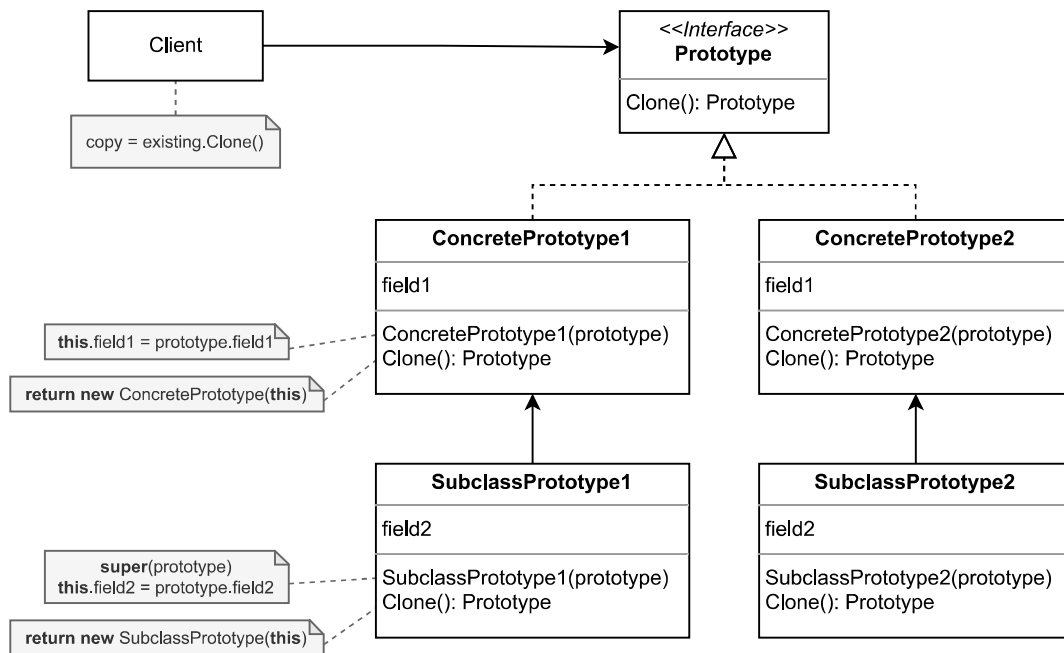 Client
<<Interface>>
Prototype
Clone(): Prototype
copy = existing.Clone()
ConcretePrototype1
field1
ConcretePrototype1(prototype)
Clone(): Prototype
this.field1 = prototype.field1
return new ConcretePrototype(this)
ConcretePrototype2
field1
ConcretePrototype2(prototype)
Clone(): Prototype
SubclassPrototype1
field2
SubclassPrototype1(prototype)
Clone(): Prototype
super(prototype)
this.field2 = prototype.field2
return new SubclassPrototype(this)
SubclassPrototype2
field2
SubclassPrototype2(prototype)
Clone(): Prototype